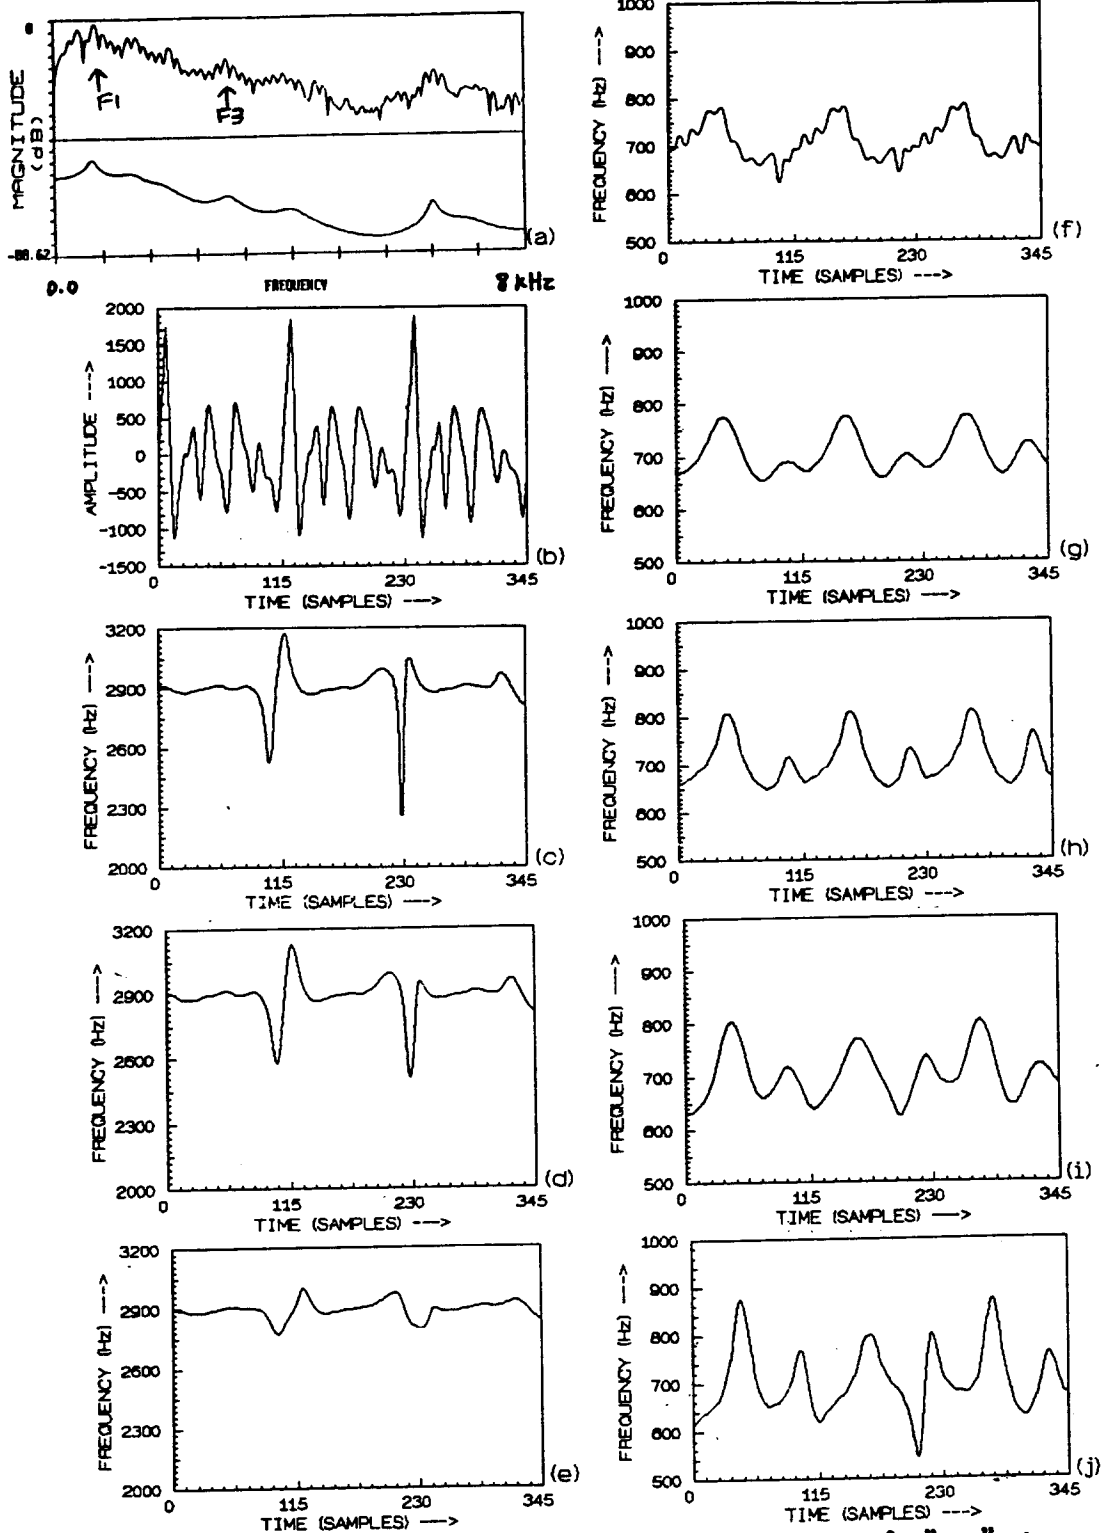 0
MAGNITUDE
(dB)
F1
F3
-88.62
(a)
0.0
FREQUENCY
8 kHz
2000
1500
1000
500
0
-500
-1000
-1500
AMPLITUDE --->
0
115
230
345
(b)
TIME (SAMPLES) --->
3200
2900
2600
2300
2000
FREQUENCY (Hz) --->
0
115
230
345
(c)
TIME (SAMPLES) --->
3200
2900
2600
2300
2000
FREQUENCY (Hz) --->
0
115
230
345
(d)
TIME (SAMPLES) --->
3200
2900
2600
2300
2000
FREQUENCY (Hz) --->
0
115
230
345
(e)
TIME (SAMPLES) --->
1000
900
800
700
600
500
FREQUENCY (Hz) --->
0
115
230
345
(f)
TIME (SAMPLES) --->
1000
900
800
700
600
500
FREQUENCY (Hz) --->
0
115
230
345
(g)
TIME (SAMPLES) --->
1000
900
800
700
600
500
FREQUENCY (Hz) --->
0
115
230
345
(h)
TIME (SAMPLES) --->
1000
900
800
700
600
500
FREQUENCY (Hz) --->
0
115
230
345
(i)
TIME (SAMPLES) --->
1000
900
800
700
600
500
FREQUENCY (Hz) --->
0
115
230
345
(j)
TIME (SAMPLES) --->